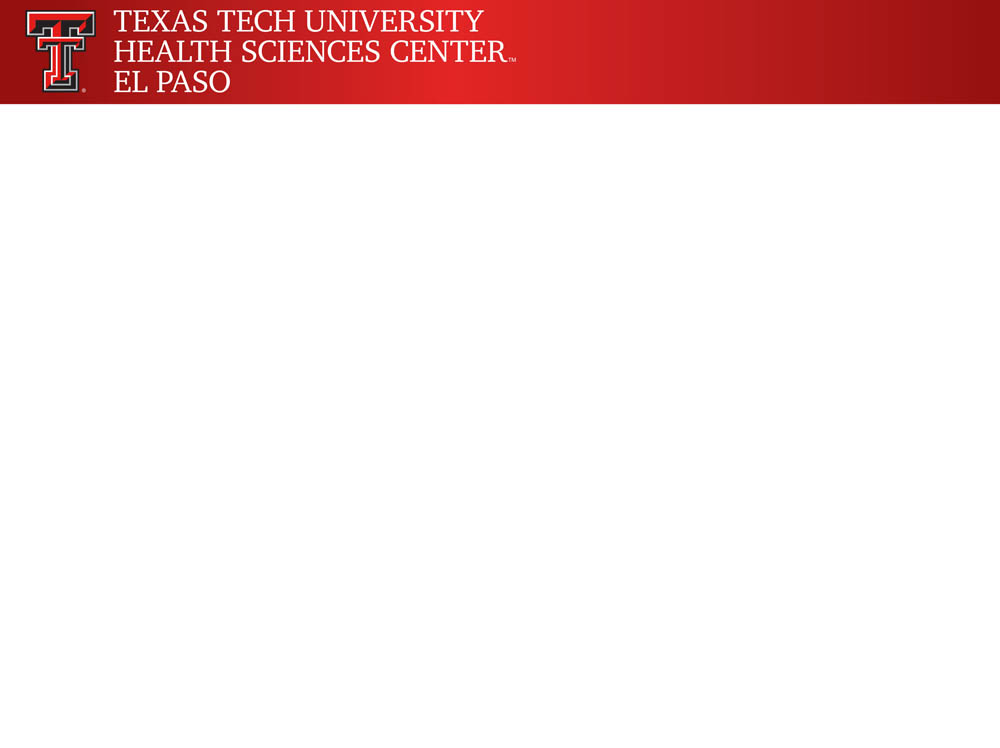 TEXAS TECH UNIVERSITY
HEALTH SCIENCES CENTER™
EL PASO